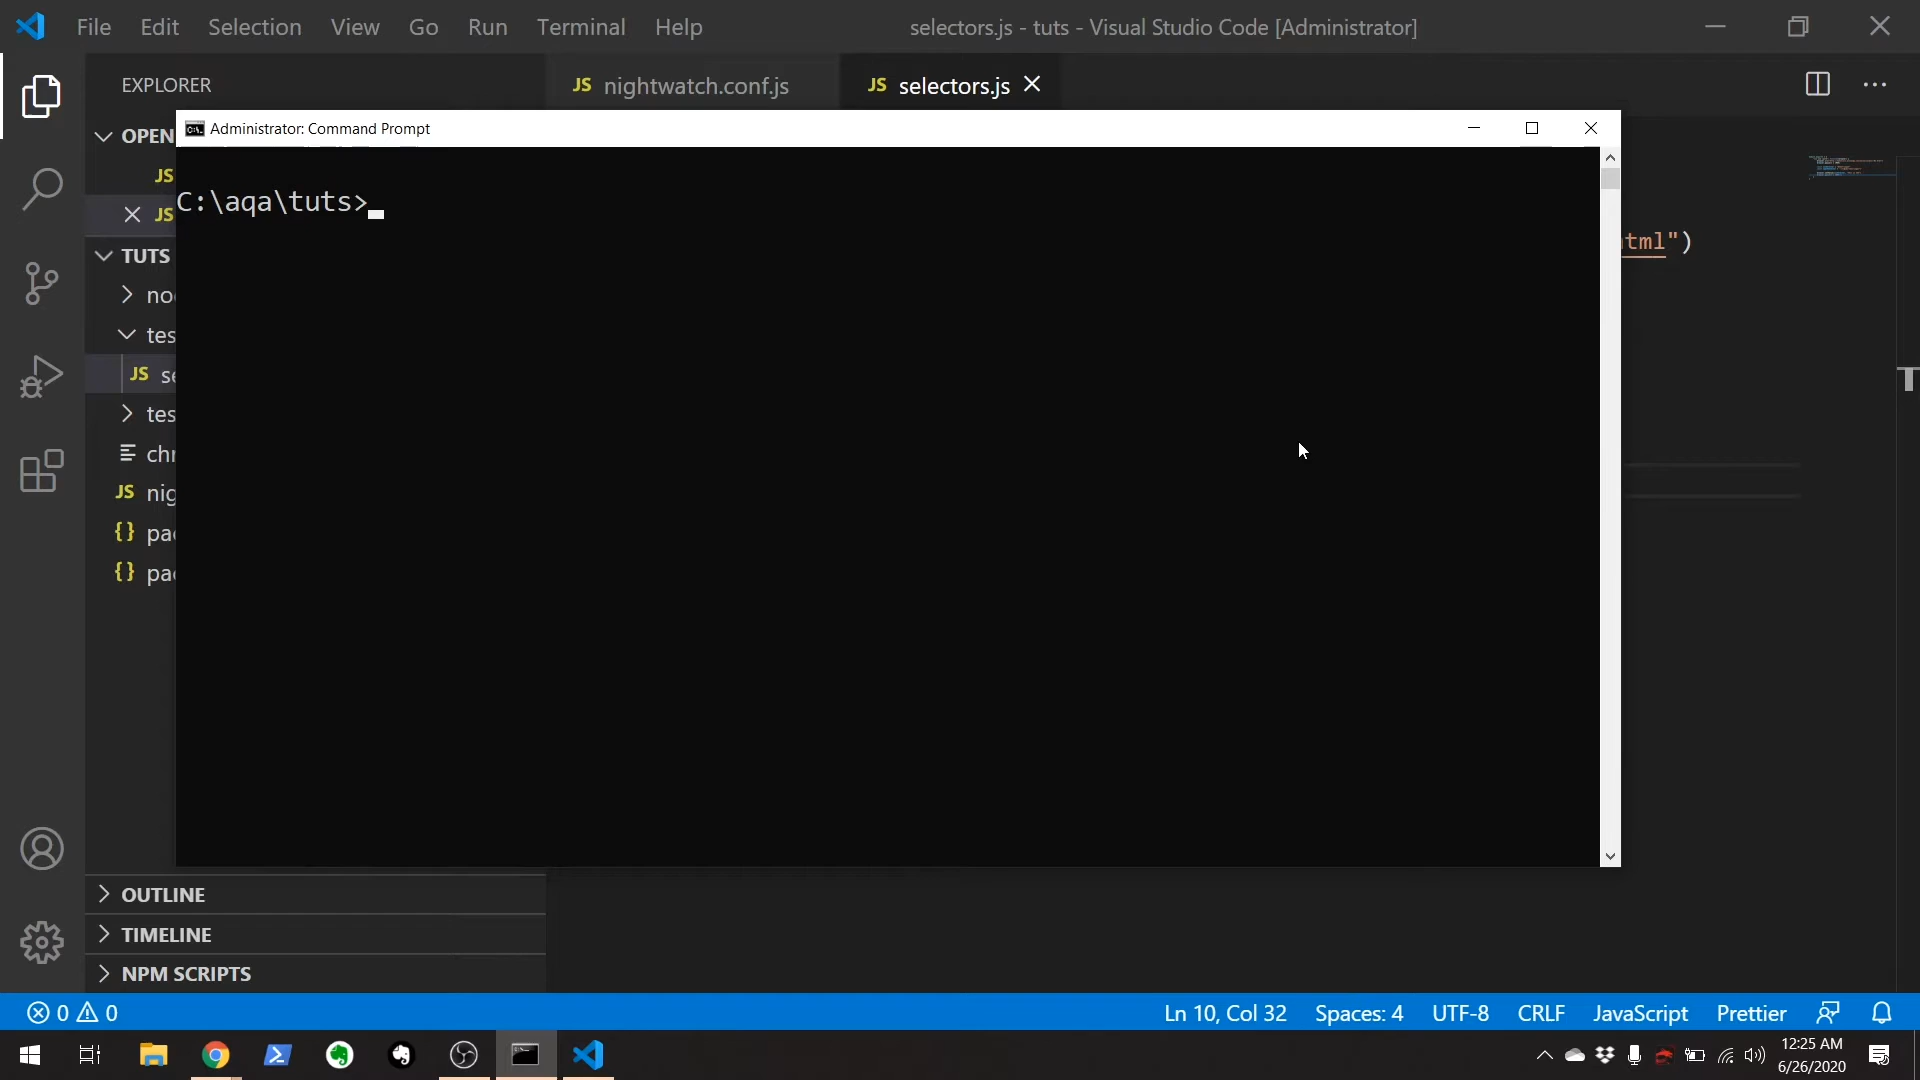 File Edit Selection View Go Run Terminal Help
selectors.js - tuts - Visual Studio Code [Administrator]
EXPLORER
JS nightwatch.conf.js
JS selectors.js
Administrator: Command Prompt
OPEN
JS
C:\aqa\tuts>
JS
tml")
TUTS
no
tes
JS se
tes
chr
JS nig
{} pac
{} pac
OUTLINE
TIMELINE
NPM SCRIPTS
0 0
Ln 10, Col 32 Spaces: 4 UTF-8 CRLF JavaScript Prettier
12:25 AM
6/26/2020